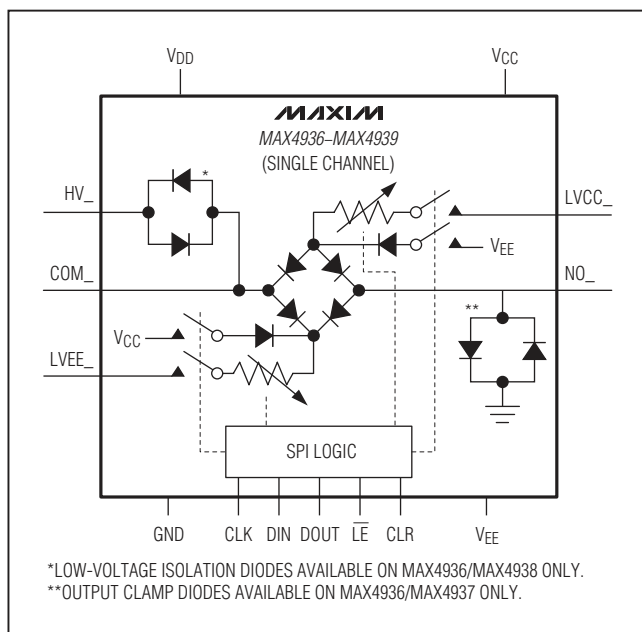 VDD
VCC
MAXIM
MAX4936–MAX4939
(SINGLE CHANNEL)
HV_
*
LVCC_
VEE
COM_
NO_
**
VCC
LVEE_
SPI LOGIC
GND
CLK
DIN
DOUT
LE
CLR
VEE
*LOW-VOLTAGE ISOLATION DIODES AVAILABLE ON MAX4936/MAX4938 ONLY.
**OUTPUT CLAMP DIODES AVAILABLE ON MAX4936/MAX4937 ONLY.